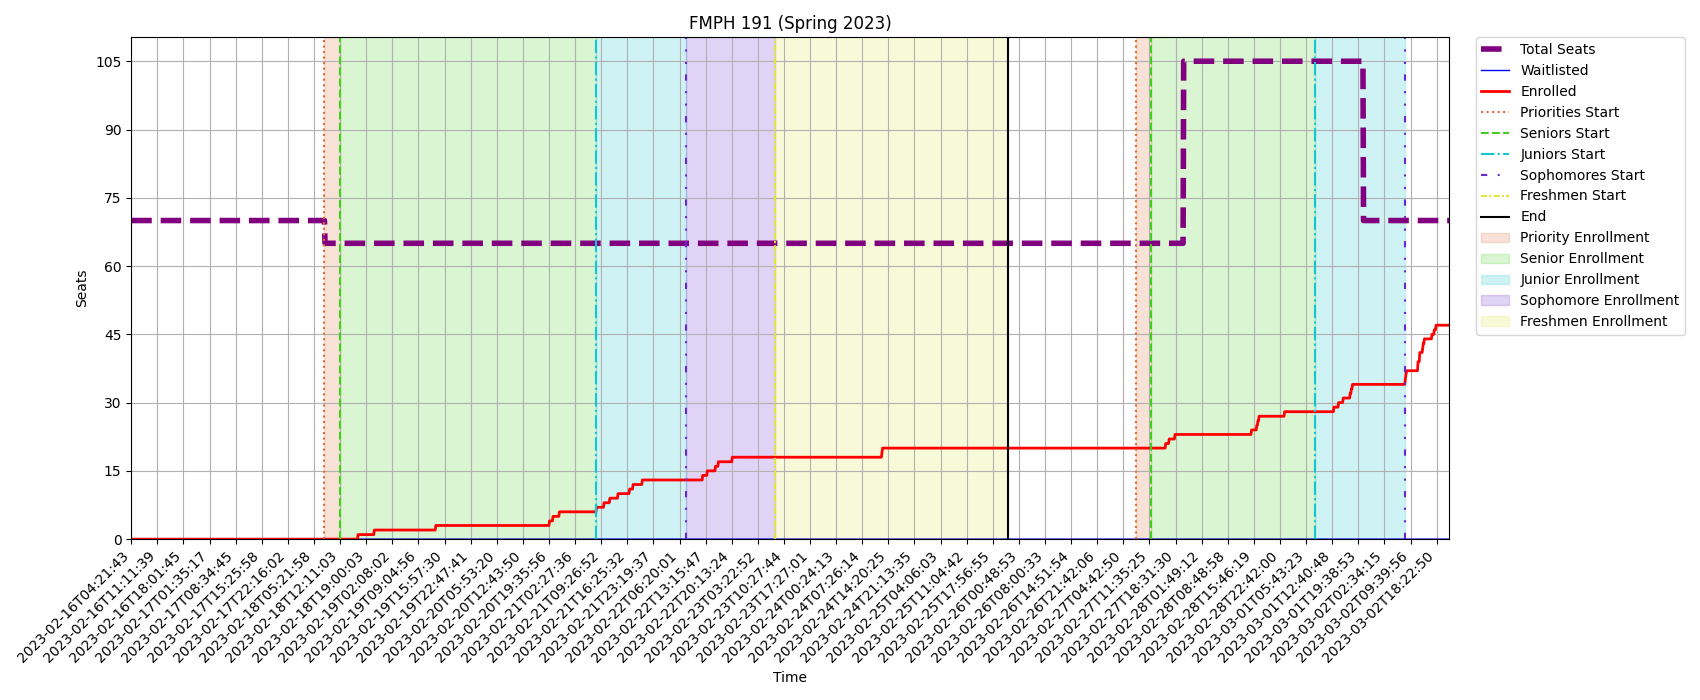 FMPH 191 (Spring 2023)
Seats
105
90
75
60
45
30
15
0
2023-02-16T04:21:43
2023-02-16T11:11:39
2023-02-16T18:01:45
2023-02-17T01:35:17
2023-02-17T08:34:45
2023-02-17T15:25:58
2023-02-17T22:16:02
2023-02-18T05:21:58
2023-02-18T12:11:03
2023-02-18T19:00:03
2023-02-19T02:08:02
2023-02-19T09:04:56
2023-02-19T15:57:30
2023-02-19T22:47:41
2023-02-20T05:53:20
2023-02-20T12:43:50
2023-02-20T19:35:56
2023-02-21T02:27:36
2023-02-21T09:26:52
2023-02-21T16:25:32
2023-02-21T23:19:37
2023-02-22T06:20:01
2023-02-22T13:15:47
2023-02-22T20:13:24
2023-02-23T03:22:52
2023-02-23T10:27:44
2023-02-23T17:27:01
2023-02-24T00:24:13
2023-02-24T07:26:14
2023-02-24T14:20:25
2023-02-24T21:13:35
2023-02-25T04:06:03
2023-02-25T11:04:42
2023-02-25T17:56:55
2023-02-26T00:48:53
2023-02-26T08:00:33
2023-02-26T14:51:54
2023-02-26T21:42:06
2023-02-27T04:42:50
2023-02-27T11:35:25
2023-02-27T18:31:30
2023-02-28T01:49:12
2023-02-28T08:48:58
2023-02-28T15:46:19
2023-02-28T22:42:00
2023-03-01T05:43:23
2023-03-01T12:40:48
2023-03-01T19:38:53
2023-03-02T02:34:15
2023-03-02T09:39:56
2023-03-02T18:22:50
Time
Total Seats
Waitlisted
Enrolled
Priorities Start
Seniors Start
Juniors Start
Sophomores Start
Freshmen Start
End
Priority Enrollment
Senior Enrollment
Junior Enrollment
Sophomore Enrollment
Freshmen Enrollment